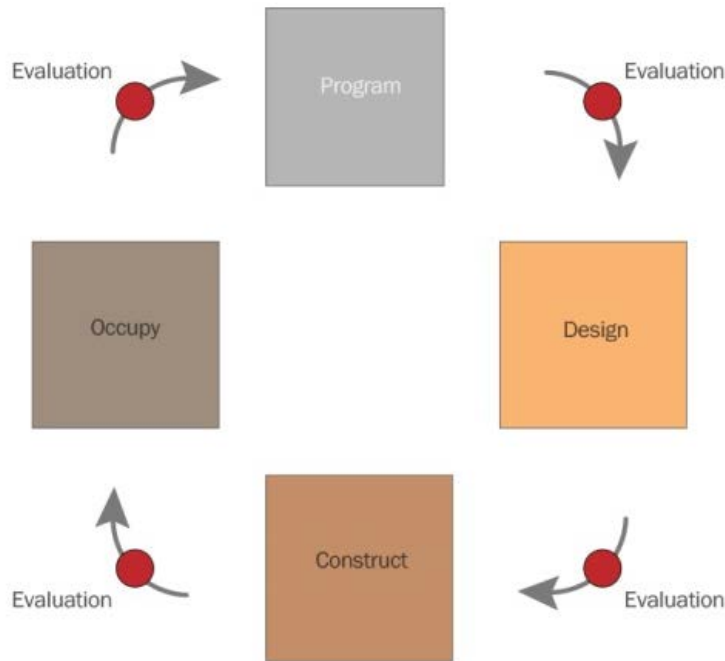 Program
Evaluation
Evaluation
Occupy
Design
Construct
Evaluation
Evaluation